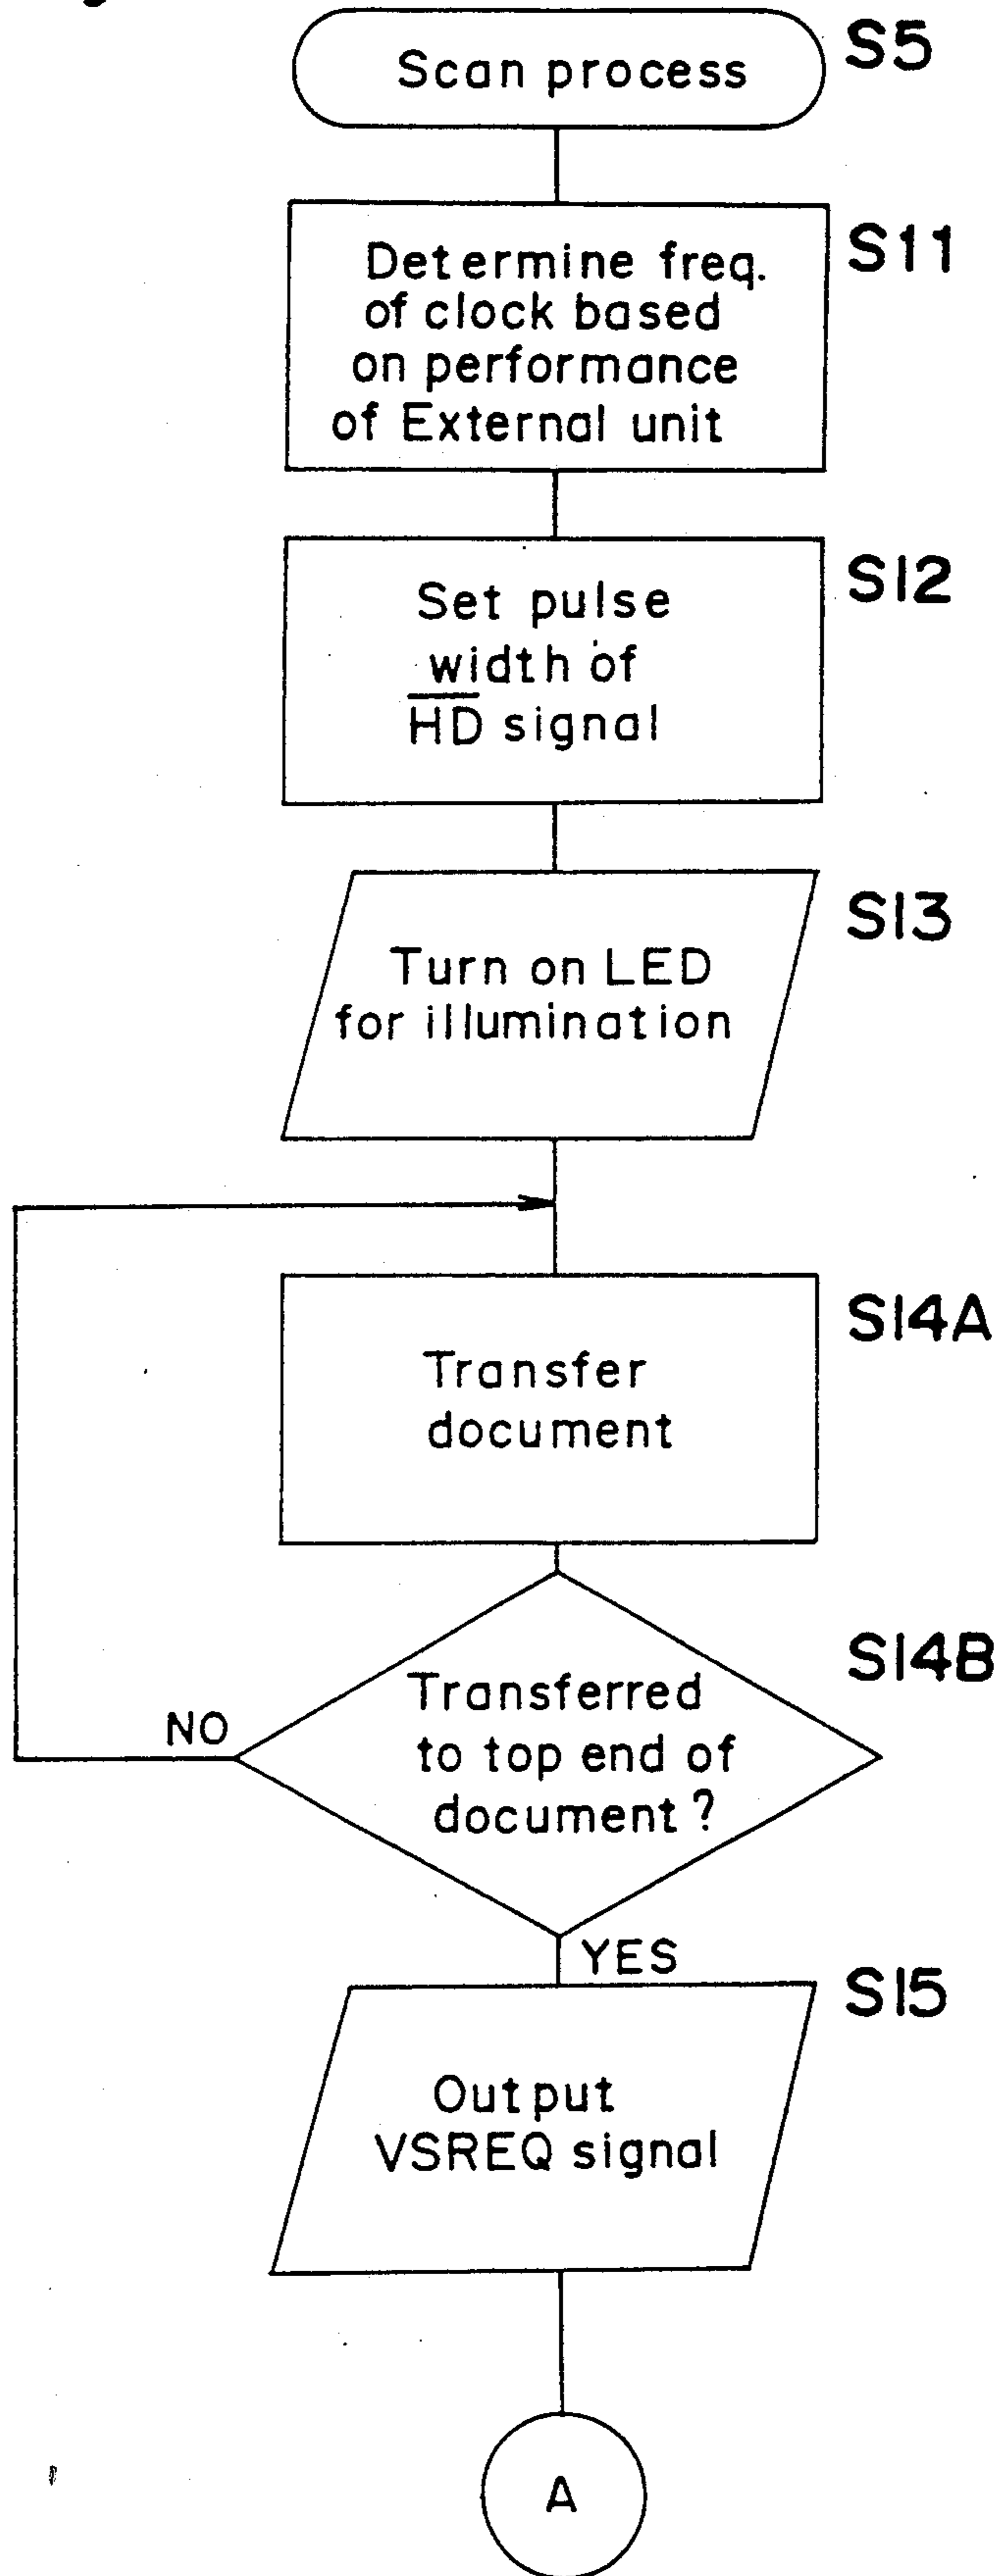 Scan process
S5
Determine freq.
of clock based
on performance
of External unit
S11
Set pulse
width of
H̅D̅ signal
S12
Turn on LED
for illumination
S13
Transfer
document
S14A
Transferred
to top end of
document ?
S14B
NO
YES
Output
VSREQ signal
S15
A